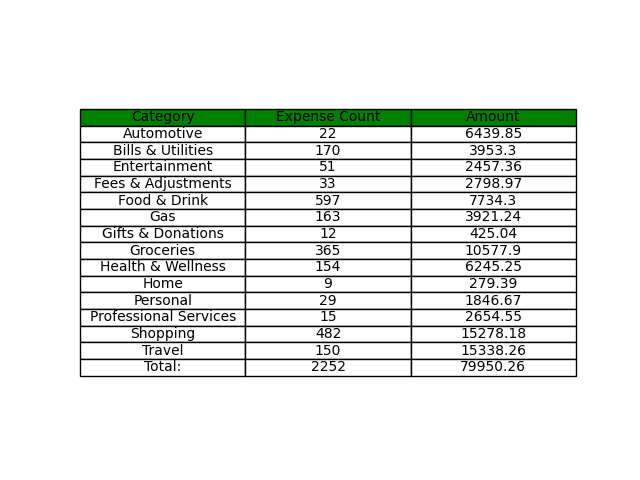 Category Expense Count Amount
Automotive 22 6439.85
Bills & Utilities 170 3953.3
Entertainment 51 2457.36
Fees & Adjustments 33 2798.97
Food & Drink 597 7734.3
Gas 163 3921.24
Gifts & Donations 12 425.04
Groceries 365 10577.9
Health & Wellness 154 6245.25
Home 9 279.39
Personal 29 1846.67
Professional Services 15 2654.55
Shopping 482 15278.18
Travel 150 15338.26
Total: 2252 79950.26